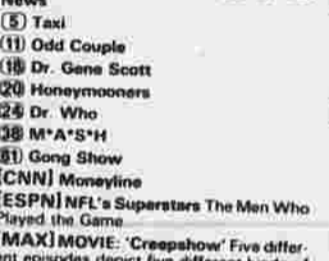 News
(5) Taxi
(11) Odd Couple
(18) Dr. Gene Scott
(20) Honeymooners
(24) Dr. Who
(38) M*A*S*H
(61) Gong Show
[CNN] Moneyline
[ESPN] NFL's Superstars The Men Who
Played the Game
[MAX] MOVIE: 'Creepshow' Five differ-
ent episodes depict five different